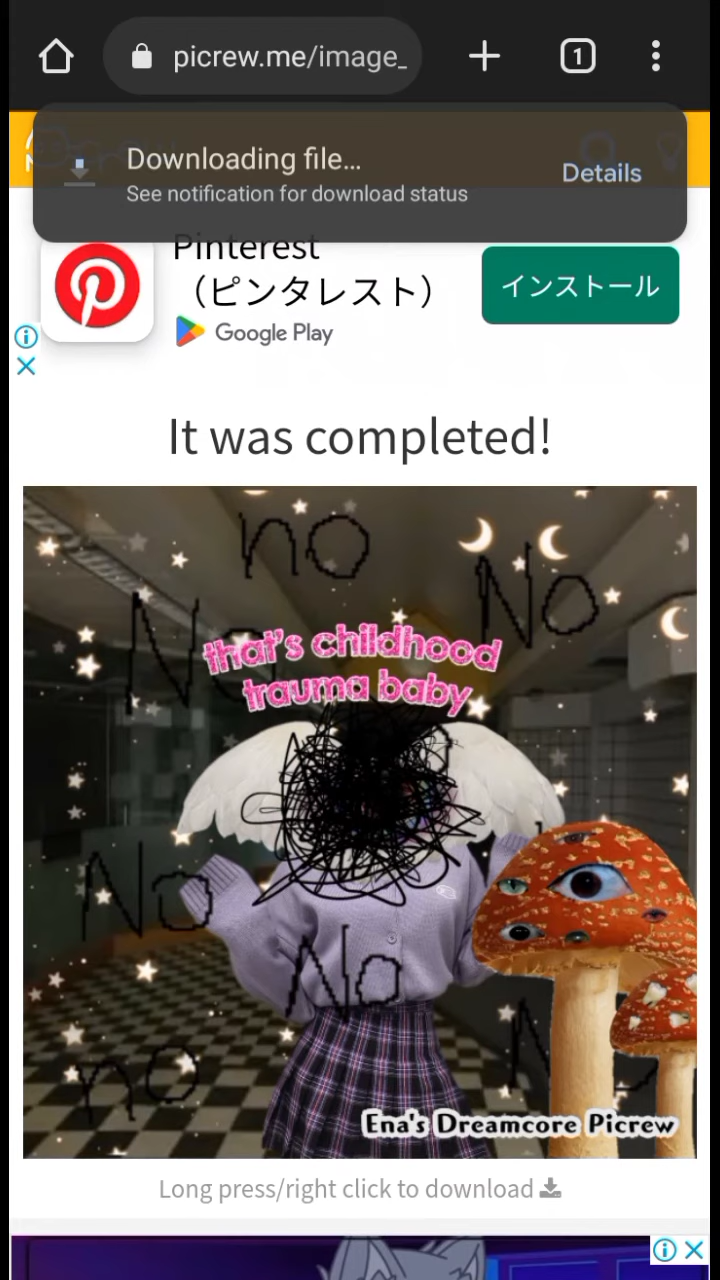 picrew.me/image_
1
Downloading file...
See notification for download status
Details
Pinterest
（ピンタレスト）
インストール
Google Play
It was completed!
no
No
No
that's childhood
trauma baby
No
No
no
Ena's Dreamcore Picrew
Long press/right click to download